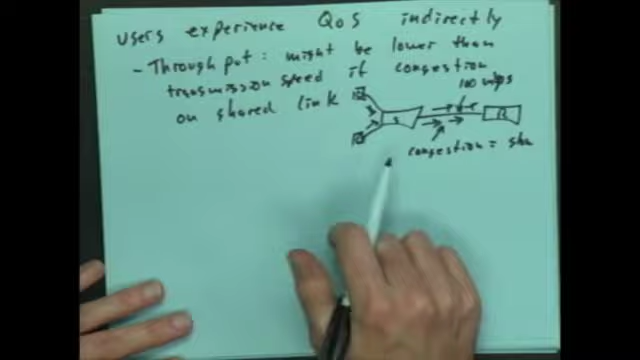 users experience QoS indirectly
- Throughput: might be lower than
transmission speed if congestion
on shared link
100 mbps
S
R
congestion =